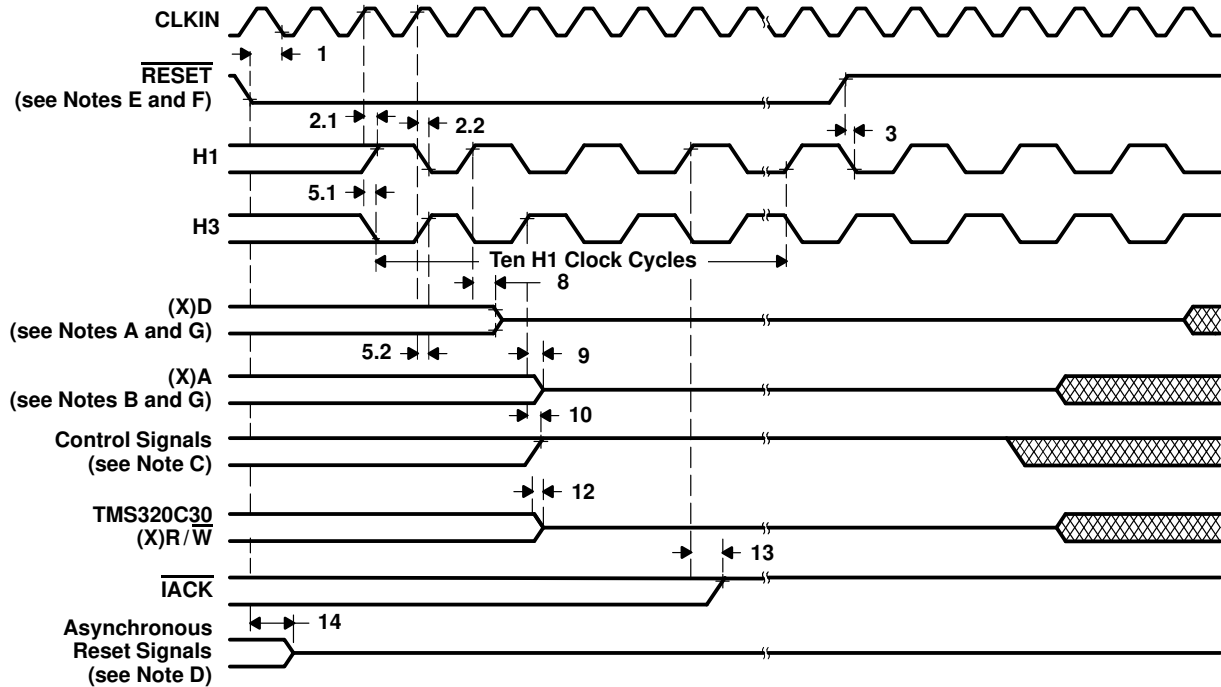 CLKIN
1
RESET
(see Notes E and F)
2.1
2.2
3
H1
5.1
H3
Ten H1 Clock Cycles
8
(X)D
(see Notes A and G)
5.2
9
(X)A
(see Notes B and G)
10
Control Signals
(see Note C)
12
TMS320C30
(X)R/W
13
IACK
14
Asynchronous
Reset Signals
(see Note D)